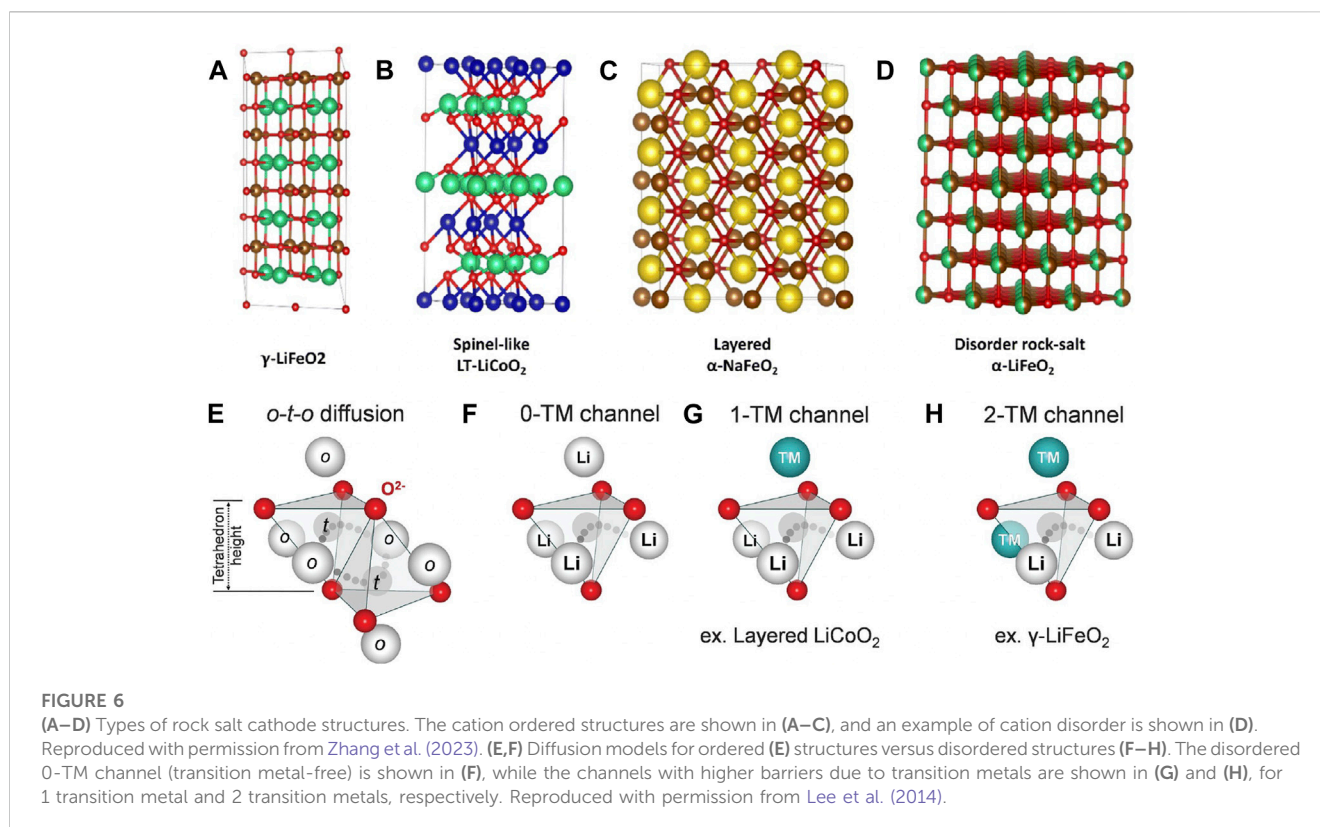 A B C D
γ-LiFeO2
Spinel-like
LT-LiCoO₂
Layered
α-NaFeO₂
Disorder rock-salt
α-LiFeO₂
E o-t-o diffusion
F 0-TM channel
G 1-TM channel
H 2-TM channel
o
O²⁻
t
o
o
o
o
t
o
Tetrahedron
height
Li
Li
Li
Li
TM
Li
Li
Li
TM
TM
Li
Li
ex. Layered LiCoO₂
ex. γ-LiFeO₂
FIGURE 6
(A–D) Types of rock salt cathode structures. The cation ordered structures are shown in (A–C), and an example of cation disorder is shown in (D).
Reproduced with permission from Zhang et al. (2023). (E,F) Diffusion models for ordered (E) structures versus disordered structures (F–H). The disordered
0-TM channel (transition metal-free) is shown in (F), while the channels with higher barriers due to transition metals are shown in (G) and (H), for
1 transition metal and 2 transition metals, respectively. Reproduced with permission from Lee et al. (2014).